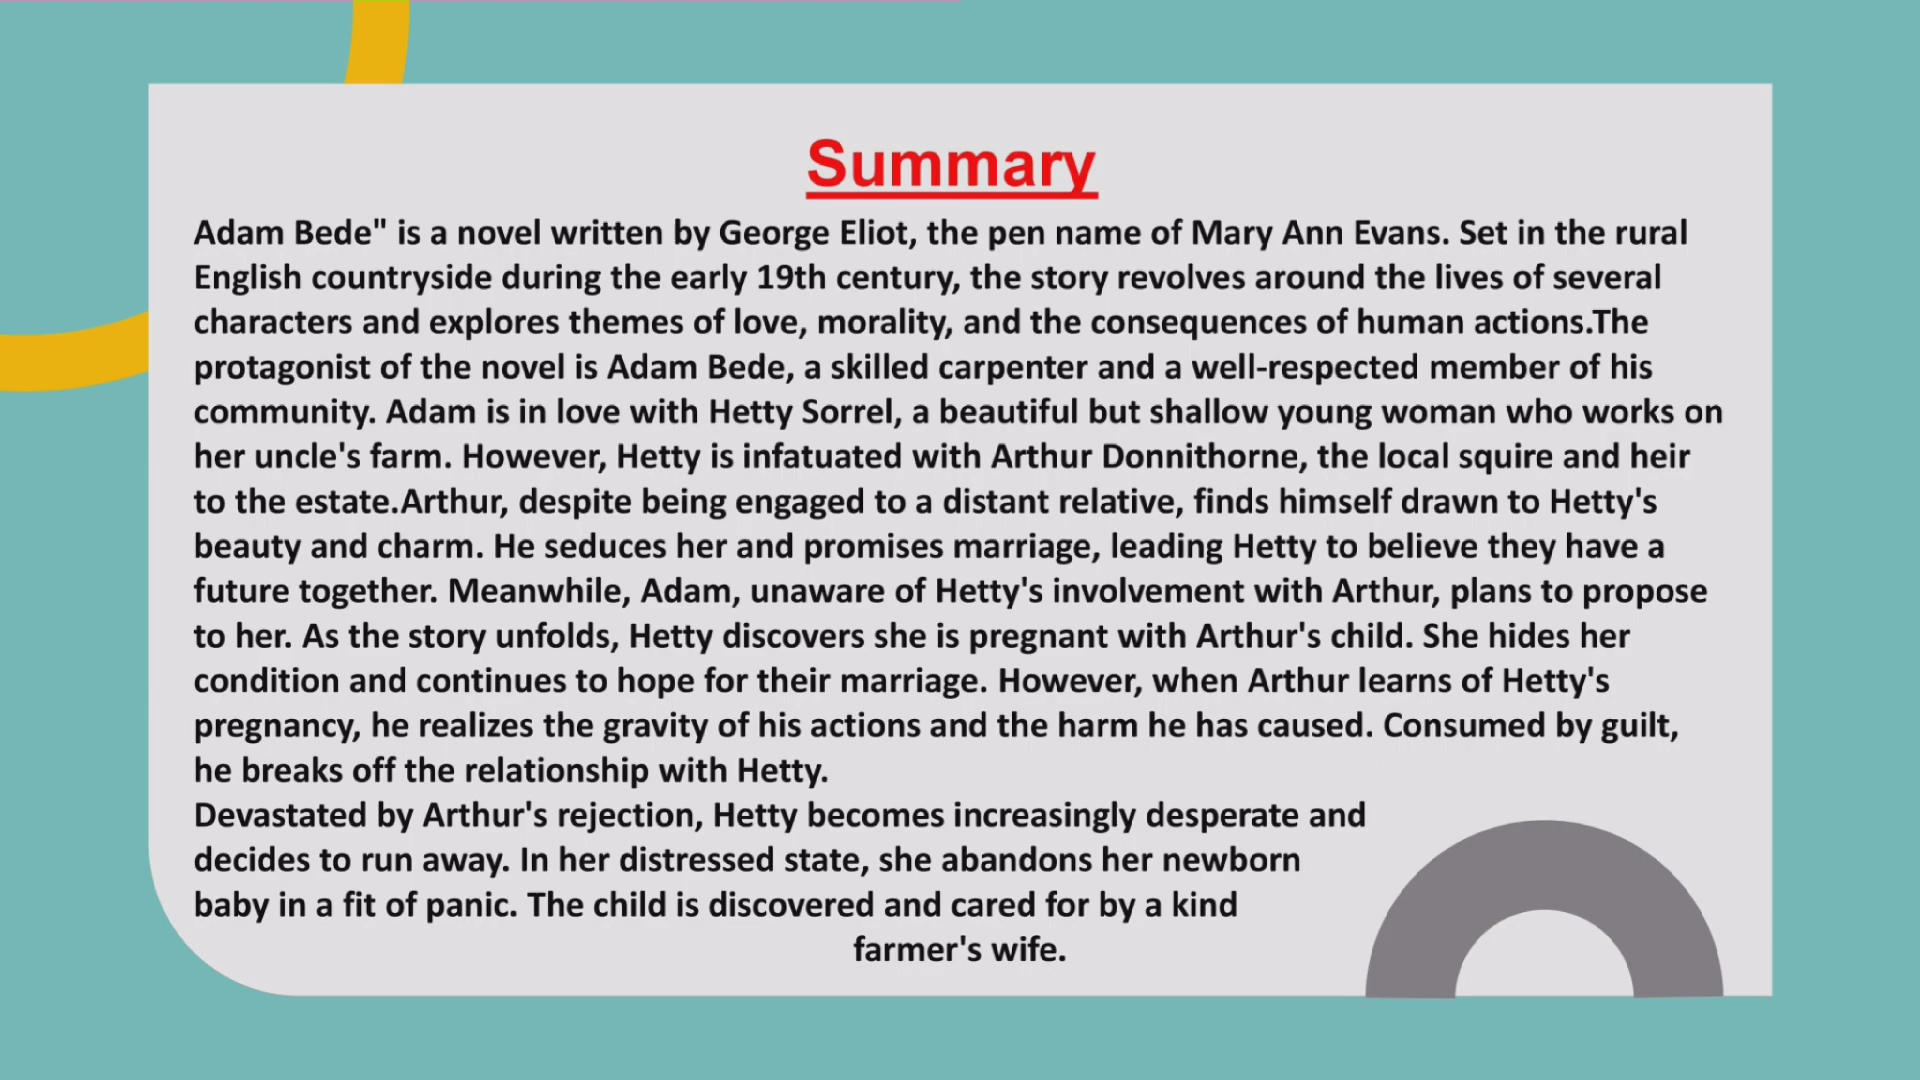 Summary
Adam Bede" is a novel written by George Eliot, the pen name of Mary Ann Evans. Set in the rural
English countryside during the early 19th century, the story revolves around the lives of several
characters and explores themes of love, morality, and the consequences of human actions.The
protagonist of the novel is Adam Bede, a skilled carpenter and a well-respected member of his
community. Adam is in love with Hetty Sorrel, a beautiful but shallow young woman who works on
her uncle's farm. However, Hetty is infatuated with Arthur Donnithorne, the local squire and heir
to the estate.Arthur, despite being engaged to a distant relative, finds himself drawn to Hetty's
beauty and charm. He seduces her and promises marriage, leading Hetty to believe they have a
future together. Meanwhile, Adam, unaware of Hetty's involvement with Arthur, plans to propose
to her. As the story unfolds, Hetty discovers she is pregnant with Arthur's child. She hides her
condition and continues to hope for their marriage. However, when Arthur learns of Hetty's
pregnancy, he realizes the gravity of his actions and the harm he has caused. Consumed by guilt,
he breaks off the relationship with Hetty.
Devastated by Arthur's rejection, Hetty becomes increasingly desperate and
decides to run away. In her distressed state, she abandons her newborn
baby in a fit of panic. The child is discovered and cared for by a kind
farmer's wife.